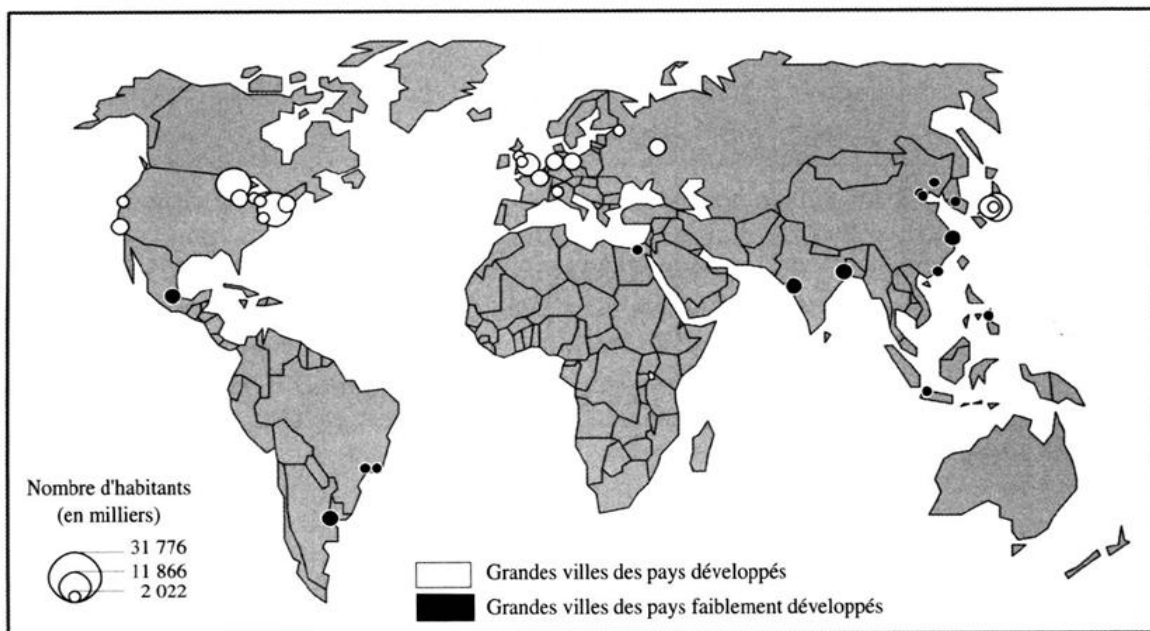 Nombre d'habitants
(en milliers)
31 776
11 866
2 022
Grandes villes des pays développés
Grandes villes des pays faiblement développés